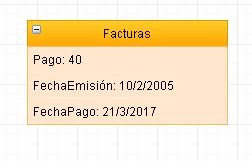 Facturas
Pago: 40
FechaEmisión: 10/2/2005
FechaPago: 21/3/2017